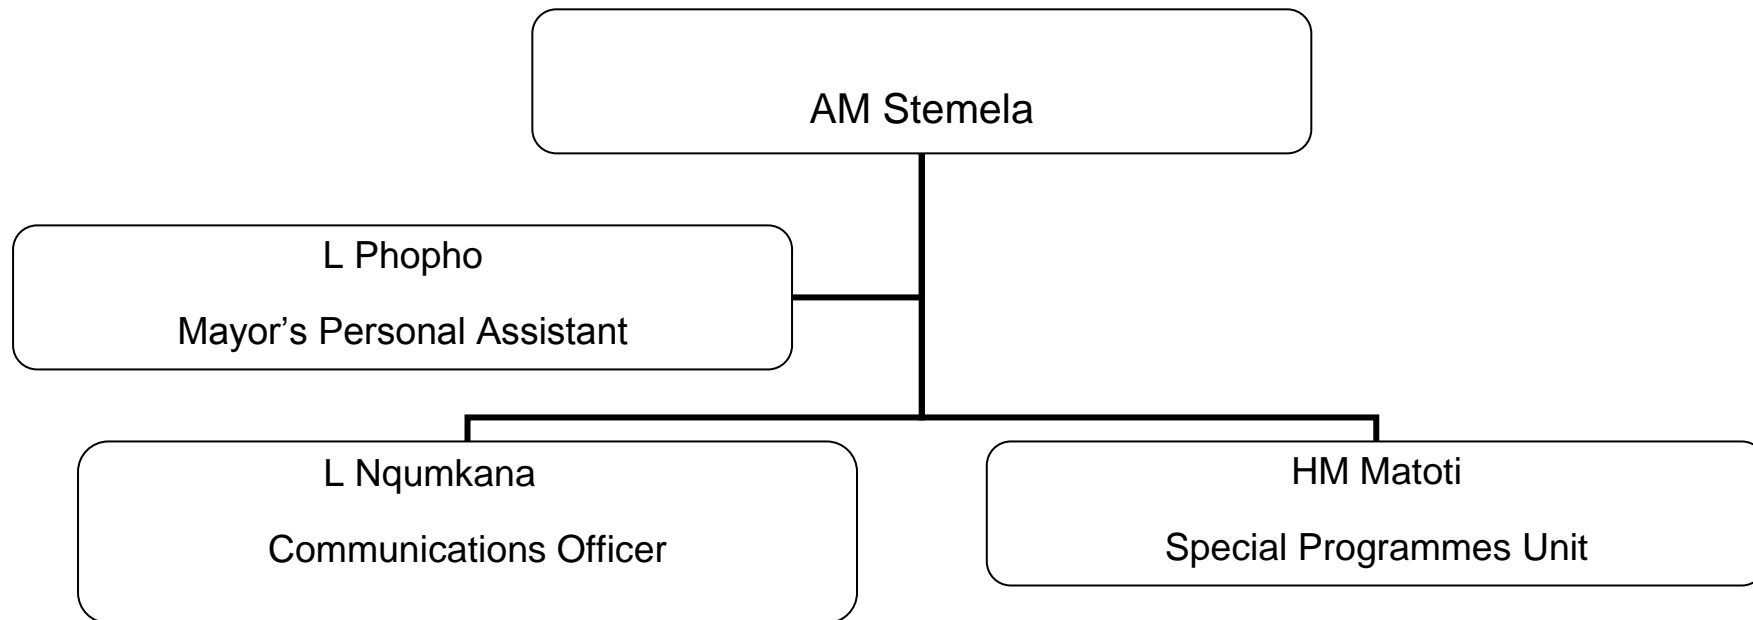 AM Stemela
L Phopho
Mayor’s Personal Assistant
L Nqumkana
Communications Officer
HM Matoti
Special Programmes Unit